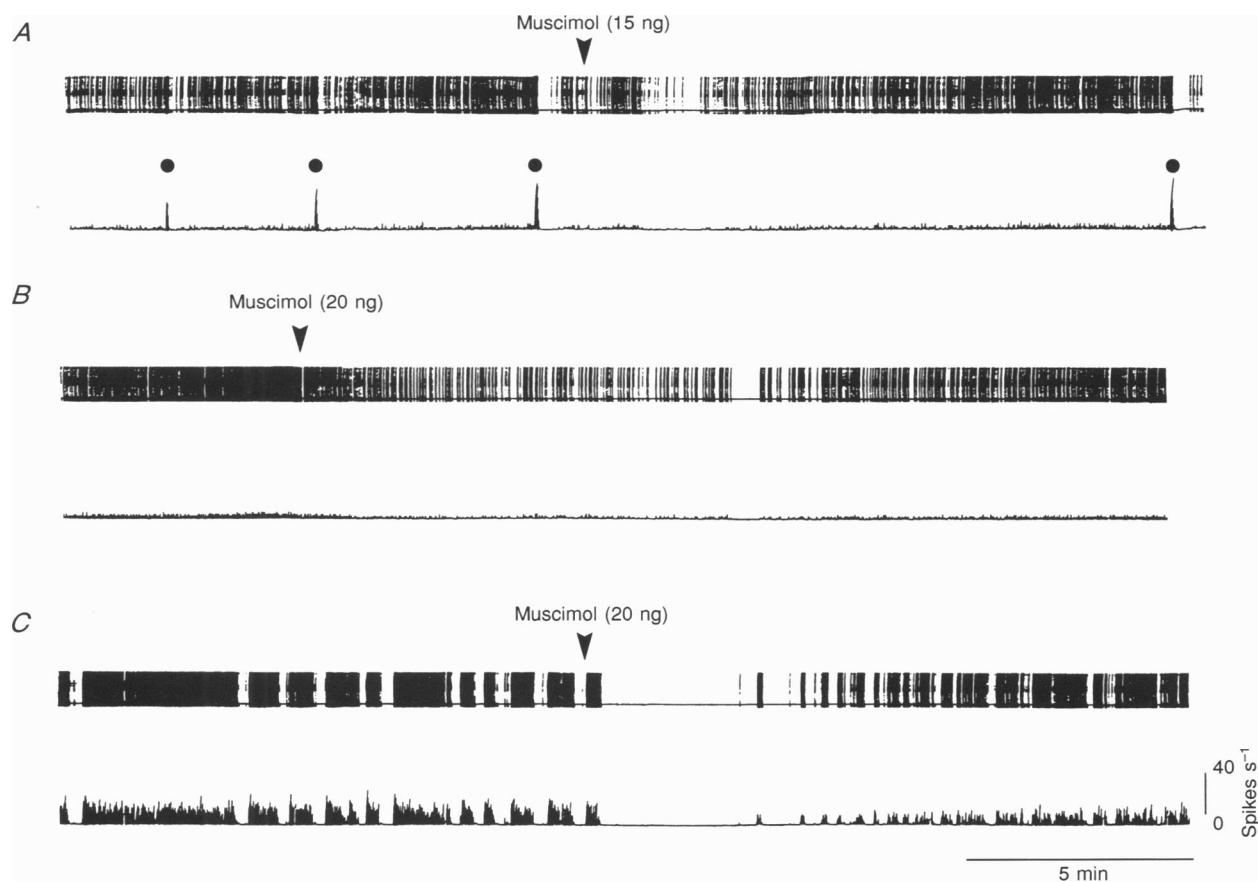 A
Muscimol (15 ng)
B
Muscimol (20 ng)
C
Muscimol (20 ng)
40
0
Spikes s⁻¹
5 min